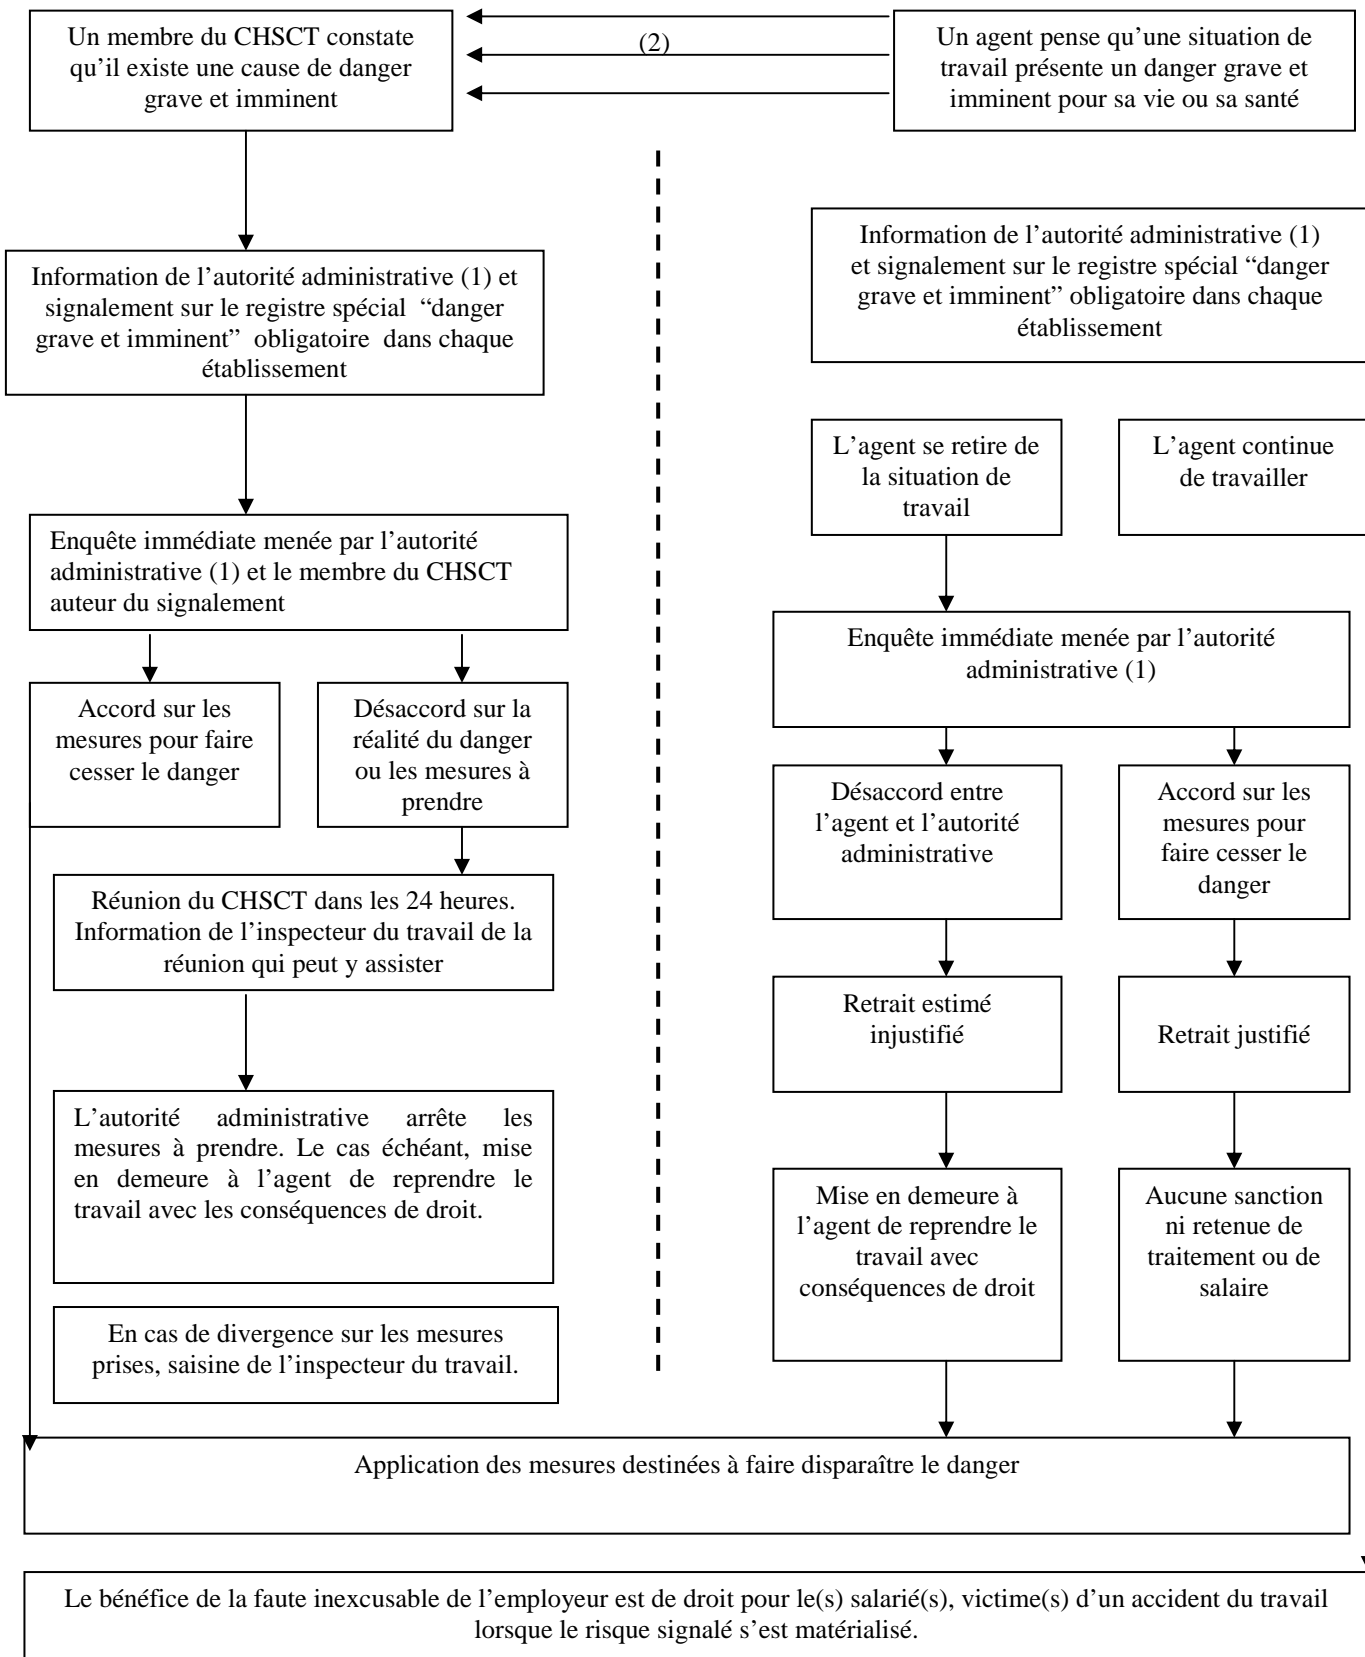 Un membre du CHSCT constate
qu’il existe une cause de danger
grave et imminent
(2)
Un agent pense qu’une situation de
travail présente un danger grave et
imminent pour sa vie ou sa santé
Information de l’autorité administrative (1) et
signalement sur le registre spécial “danger
grave et imminent” obligatoire dans chaque
établissement
Information de l’autorité administrative (1)
et signalement sur le registre spécial “danger
grave et imminent” obligatoire dans chaque
établissement
L’agent se retire de
la situation de
travail
L’agent continue
de travailler
Enquête immédiate menée par l’autorité
administrative (1) et le membre du CHSCT
auteur du signalement
Enquête immédiate menée par l’autorité
administrative (1)
Accord sur les
mesures pour faire
cesser le danger
Désaccord sur la
réalité du danger
ou les mesures à
prendre
Désaccord entre
l’agent et l’autorité
administrative
Accord sur les
mesures pour
faire cesser le
danger
Réunion du CHSCT dans les 24 heures.
Information de l’inspecteur du travail de la
réunion qui peut y assister
Retrait estimé
injustifié
Retrait justifié
L’autorité administrative arrête les
mesures à prendre. Le cas échéant, mise
en demeure à l’agent de reprendre le
travail avec les conséquences de droit.
Mise en demeure à
l’agent de reprendre le
travail avec
conséquences de droit
Aucune sanction
ni retenue de
traitement ou de
salaire
En cas de divergence sur les mesures
prises, saisine de l’inspecteur du travail.
Application des mesures destinées à faire disparaître le danger
Le bénéfice de la faute inexcusable de l’employeur est de droit pour le(s) salarié(s), victime(s) d’un accident du travail
lorsque le risque signalé s’est matérialisé.